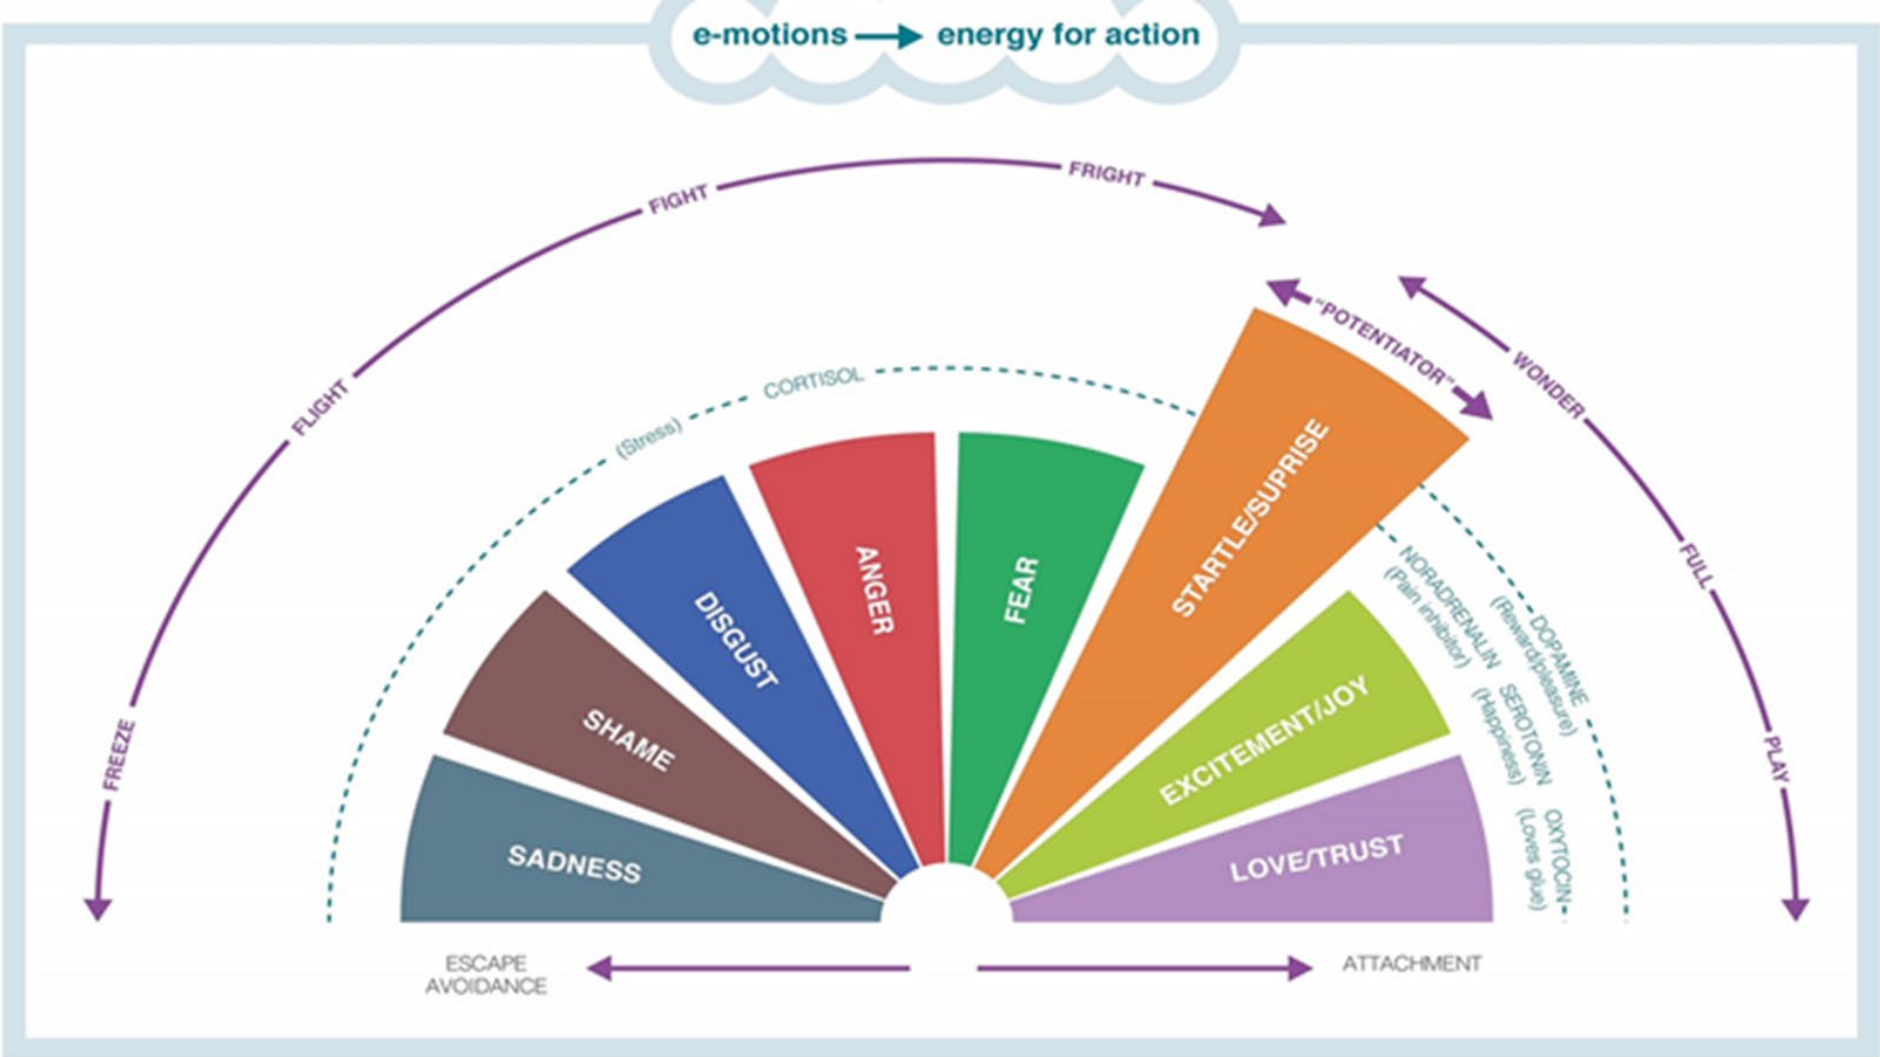 e-motions → energy for action
FREEZE
FLIGHT
FIGHT
FRIGHT
"POTENTIATOR"
WONDER
FULL
PLAY
(Stress)
CORTISOL
NORADRENALIN
(Pain inhibitor)
DOPAMINE
(Reward/pleasure)
SEROTONIN
(Happiness)
OXYTOCIN
(Loves glue)
SADNESS
SHAME
DISGUST
ANGER
FEAR
STARTLE/SUPRISE
EXCITEMENT/JOY
LOVE/TRUST
ESCAPE
AVOIDANCE
ATTACHMENT